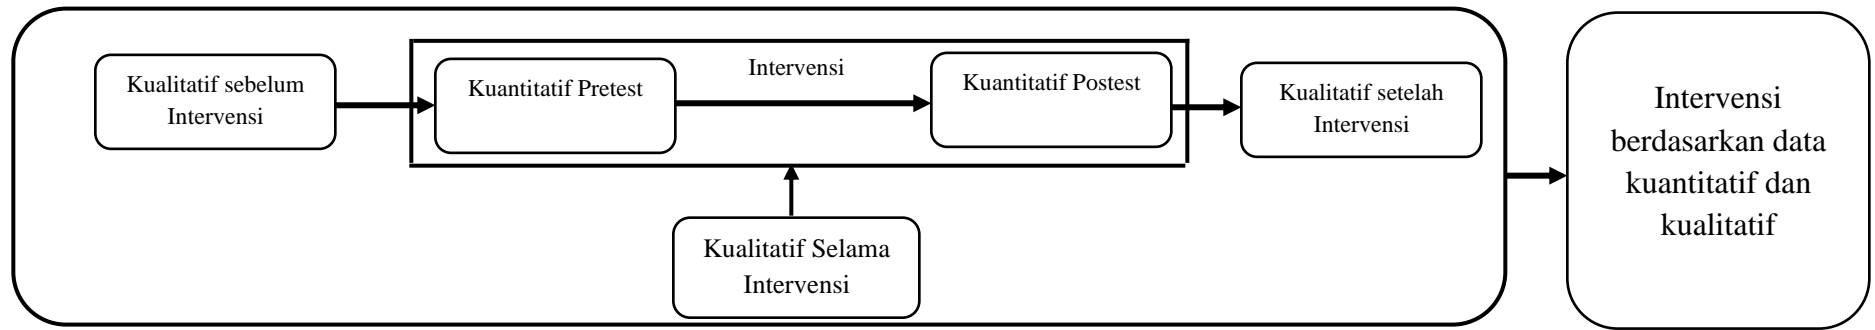 Kualitatif sebelum
Intervensi
Kuantitatif Pretest
Intervensi
Kuantitatif Postest
Kualitatif setelah
Intervensi
Kualitatif Selama
Intervensi
Intervensi
berdasarkan data
kuantitatif dan
kualitatif